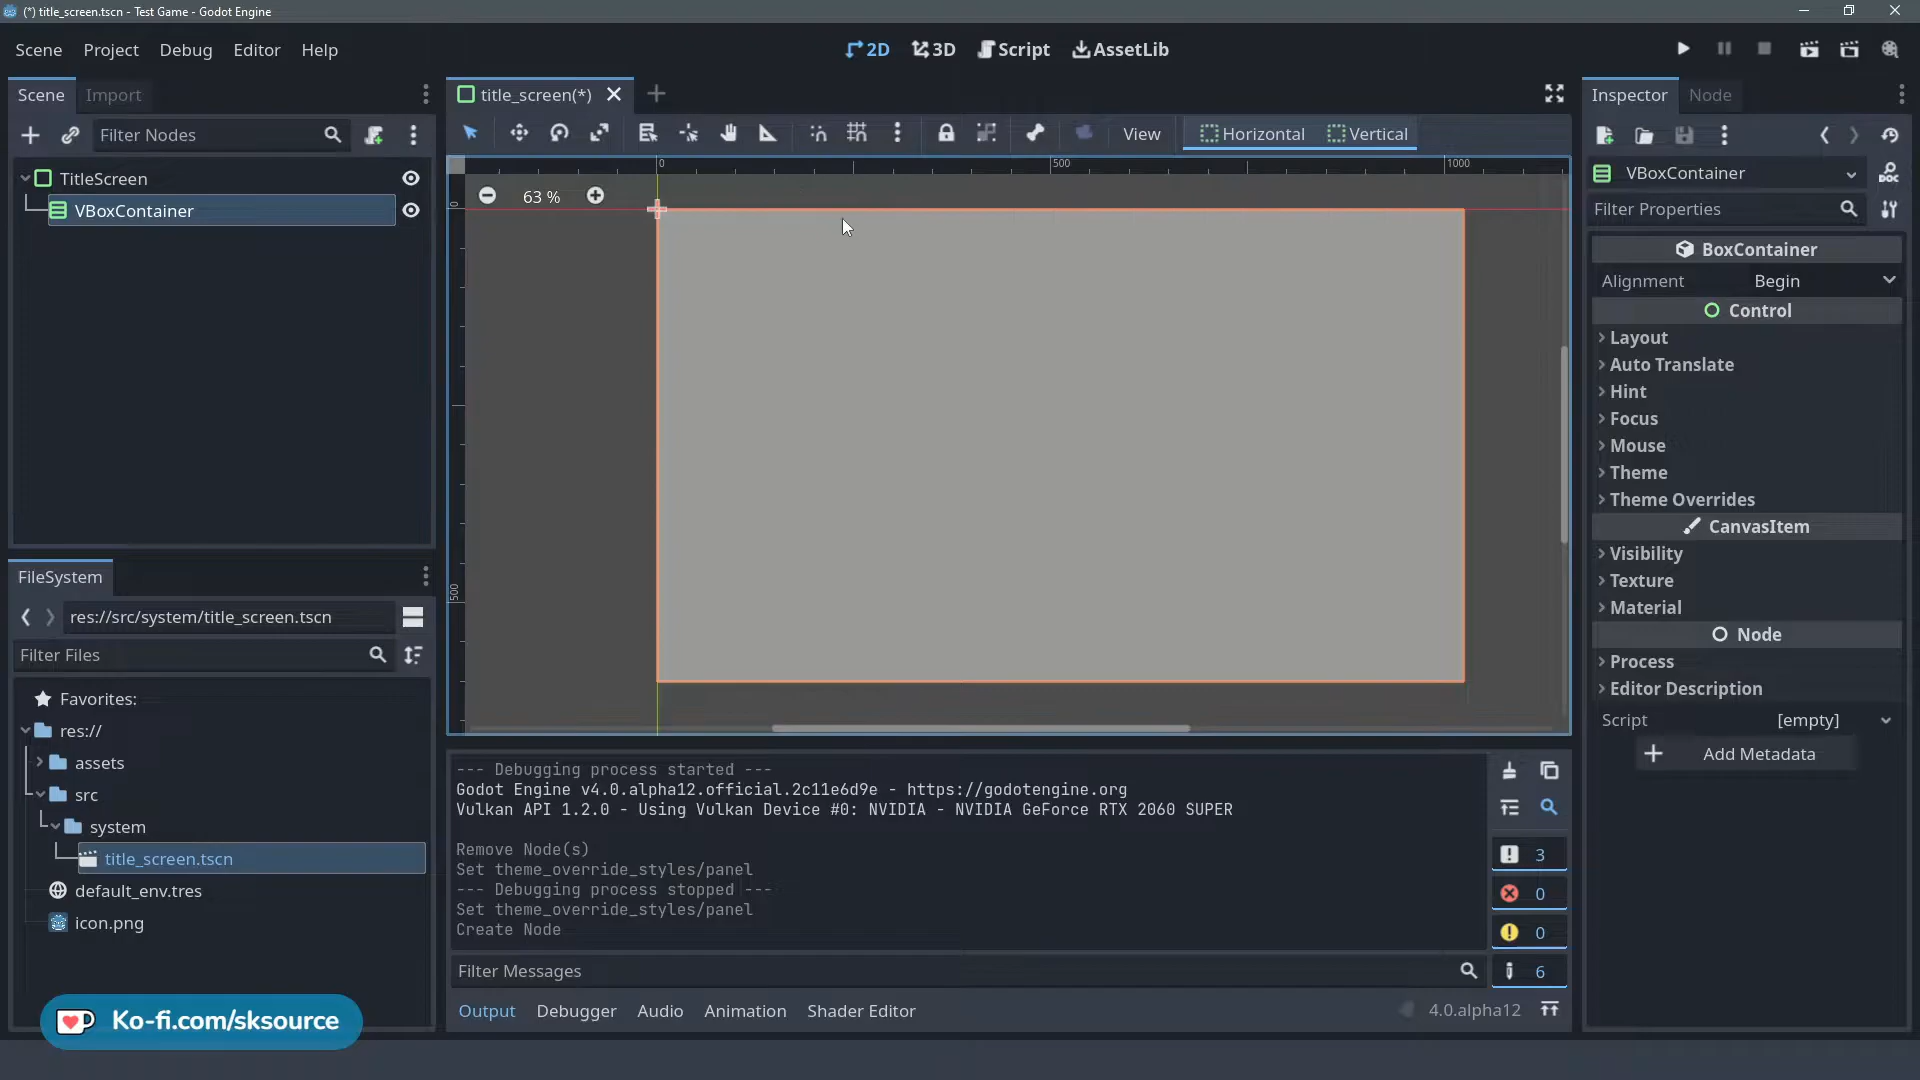 (*) title_screen.tscn - Test Game - Godot Engine
Scene Project Debug Editor Help
2D 3D Script AssetLib
Scene Import
title_screen(*)
Inspector Node
Filter Nodes
View Horizontal Vertical
TitleScreen
VBoxContainer
0 500 1000
63 %
0
500
VBoxContainer
DOC
Filter Properties
BoxContainer
Alignment Begin
Control
Layout
Auto Translate
Hint
Focus
Mouse
Theme
Theme Overrides
CanvasItem
Visibility
Texture
Material
Node
Process
Editor Description
Script [empty]
Add Metadata
FileSystem
res://src/system/title_screen.tscn
Filter Files
Favorites:
res://
assets
src
system
title_screen.tscn
default_env.tres
icon.png
Ko-fi.com/sksource
--- Debugging process started ---
Godot Engine v4.0.alpha12.official.2c11e6d9e - https://godotengine.org
Vulkan API 1.2.0 - Using Vulkan Device #0: NVIDIA - NVIDIA GeForce RTX 2060 SUPER
Remove Node(s)
Set theme_override_styles/panel
--- Debugging process stopped ---
Set theme_override_styles/panel
Create Node
3
0
0
6
Filter Messages
Output Debugger Audio Animation Shader Editor
4.0.alpha12